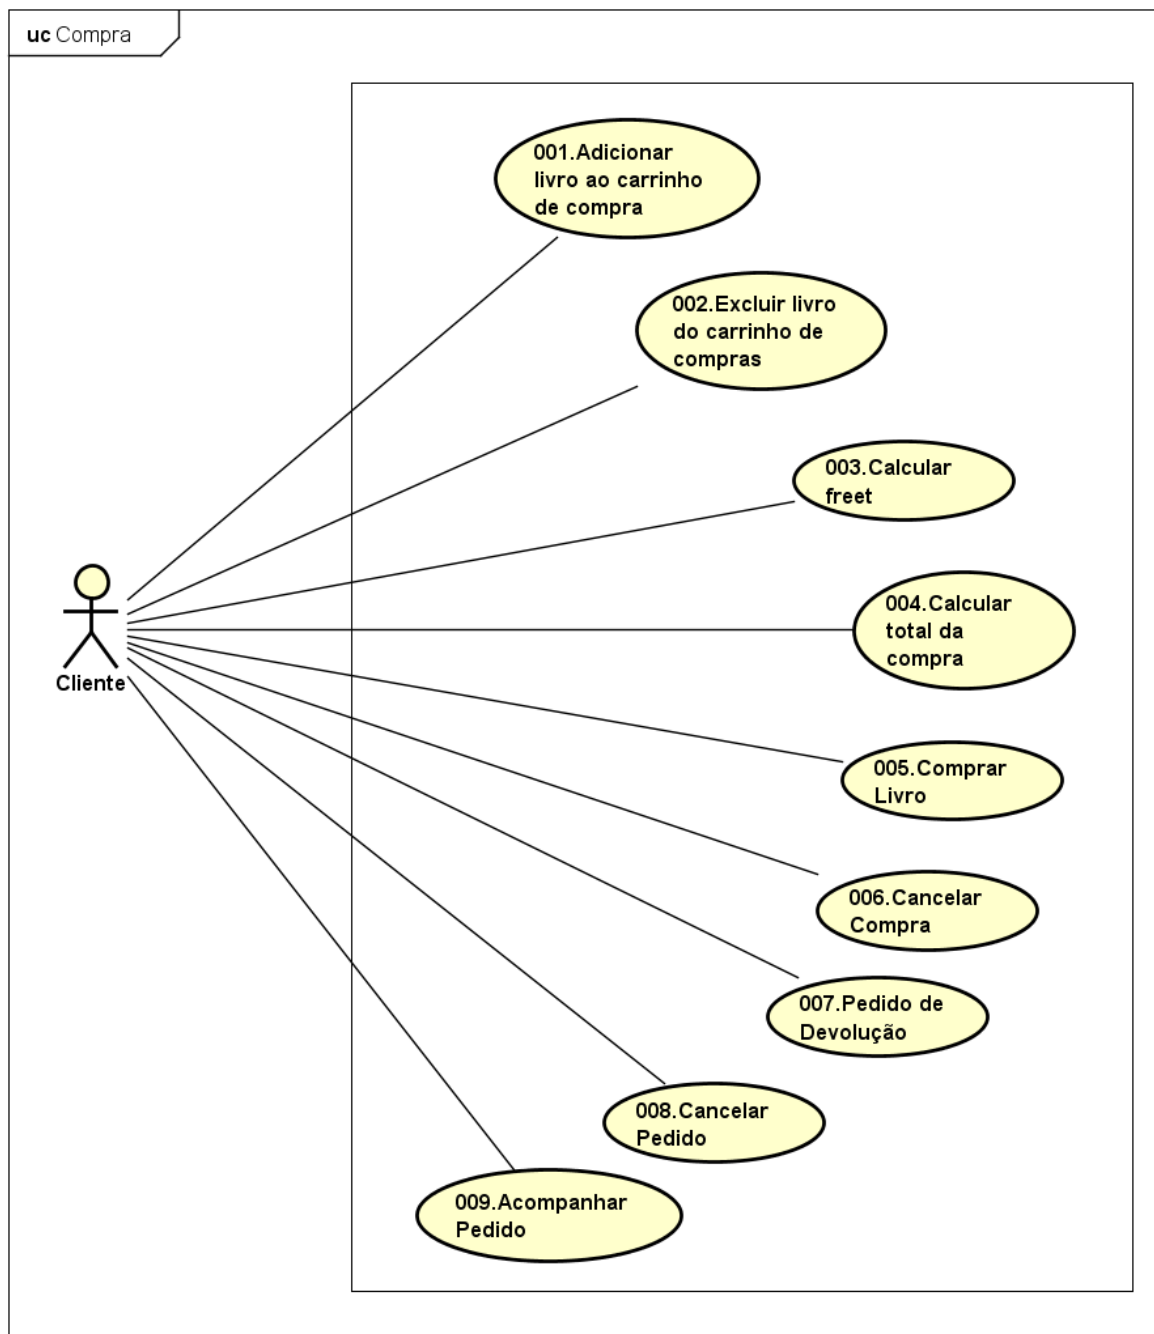 uc Compra
001.Adicionar
livro ao carrinho
de compra
002.Excluir livro
do carrinho de
compras
003.Calcular
freet
004.Calcular
total da
compra
Cliente
005.Comprar
Livro
006.Cancelar
Compra
007.Pedido de
Devolução
008.Cancelar
Pedido
009.Acompanhar
Pedido